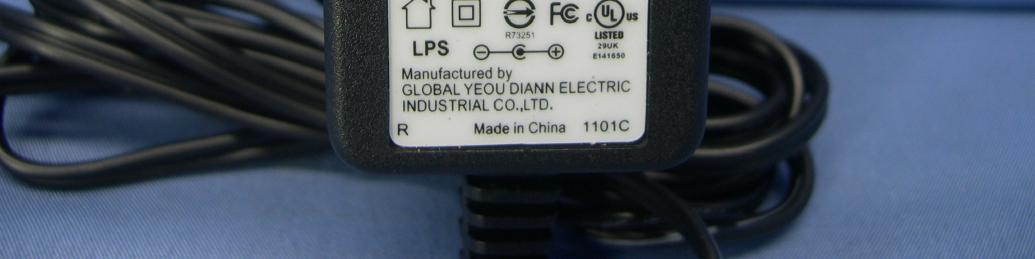 FC c UL US
R73251 LISTED
LPS 29UK
E141650
Manufactured by
GLOBAL YEOU DIANN ELECTRIC
INDUSTRIAL CO.,LTD.
R Made in China 1101C